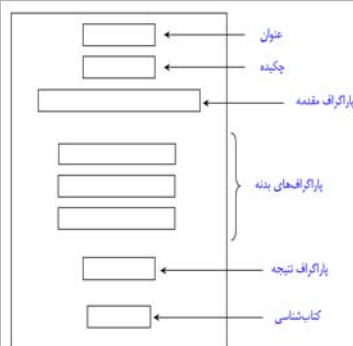 عنوان
چکیده
پاراگراف مقدمه
پاراگراف‌های بدنه
پاراگراف نتیجه
کتاب‌شناسی